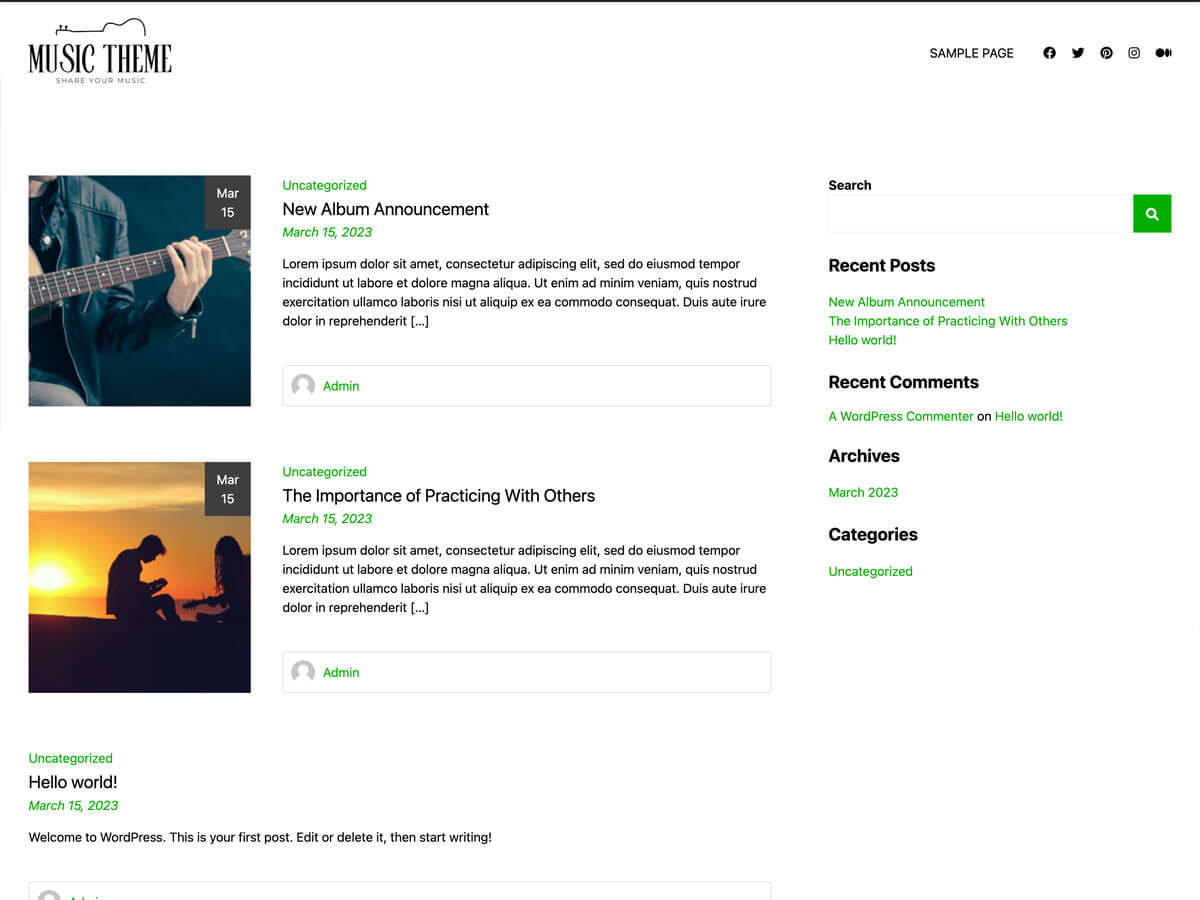 MUSIC THEME
SHARE YOUR MUSIC
SAMPLE PAGE
Mar
15
Uncategorized
New Album Announcement
March 15, 2023
Lorem ipsum dolor sit amet, consectetur adipiscing elit, sed do eiusmod tempor
incididunt ut labore et dolore magna aliqua. Ut enim ad minim veniam, quis nostrud
exercitation ullamco laboris nisi ut aliquip ex ea commodo consequat. Duis aute irure
dolor in reprehenderit [...]
Admin
Mar
15
Uncategorized
The Importance of Practicing With Others
March 15, 2023
Lorem ipsum dolor sit amet, consectetur adipiscing elit, sed do eiusmod tempor
incididunt ut labore et dolore magna aliqua. Ut enim ad minim veniam, quis nostrud
exercitation ullamco laboris nisi ut aliquip ex ea commodo consequat. Duis aute irure
dolor in reprehenderit [...]
Admin
Uncategorized
Hello world!
March 15, 2023
Welcome to WordPress. This is your first post. Edit or delete it, then start writing!
Admin
Search
Recent Posts
New Album Announcement
The Importance of Practicing With Others
Hello world!
Recent Comments
A WordPress Commenter on Hello world!
Archives
March 2023
Categories
Uncategorized